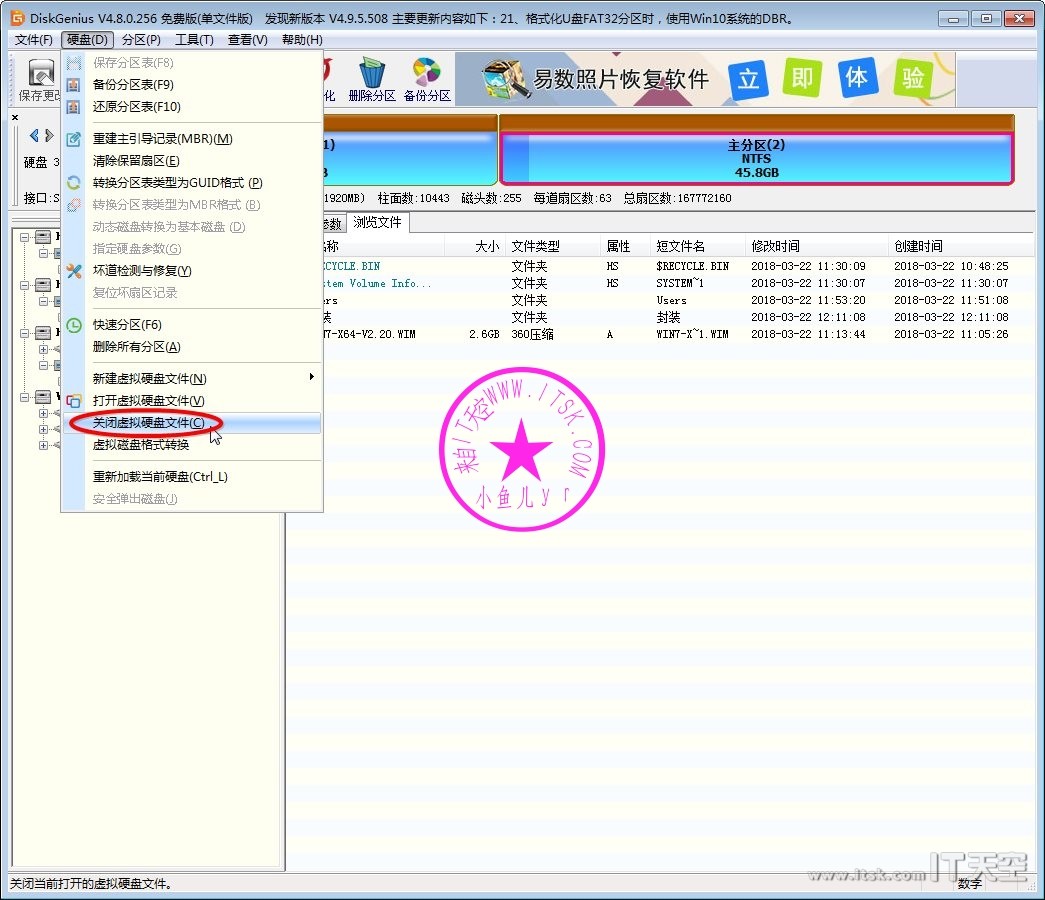 DiskGenius V4.8.0.256 免费版(单文件版) 发现新版本 V4.9.5.508 主要更新内容如下：21、格式化U盘FAT32分区时，使用Win10系统的DBR。
文件(F) 硬盘(D) 分区(P) 工具(T) 查看(V) 帮助(H)
保存更 化 删除分区 备份分区
易数照片恢复软件 立即体验
保存分区表(F8)
备份分区表(F9)
还原分区表(F10)
重建主引导记录(MBR)(M)
清除保留扇区(E)
转换分区表类型为GUID格式 (P)
转换分区表类型为MBR格式 (B)
动态磁盘转换为基本磁盘 (D)
指定硬盘参数(G)
坏道检测与修复(Y)
复位坏扇区记录
快速分区(F6)
删除所有分区(A)
新建虚拟硬盘文件(N)
打开虚拟硬盘文件(V)
关闭虚拟硬盘文件(C)
虚拟磁盘格式转换
重新加载当前硬盘(Ctrl_L)
安全弹出磁盘(J)
硬盘 3
接口:S
1)
主分区(2)
NTFS
45.8GB
1920MB) 柱面数:10443 磁头数:255 每道扇区数:63 总扇区数:167772160
参数 浏览文件
称 大小 文件类型 属性 短文件名 修改时间 创建时间
ECYCLE.BIN 文件夹 HS $RECYCLE.BIN 2018-03-22 11:30:09 2018-03-22 10:48:25
stem Volume Info... 文件夹 HS SYSTEM~1 2018-03-22 11:30:07 2018-03-22 11:30:07
ers 文件夹 Users 2018-03-22 11:53:20 2018-03-22 11:51:08
装 文件夹 封装 2018-03-22 12:11:08 2018-03-22 12:11:08
N7-X64-V2.20.WIM 2.6GB 360压缩 A WIN7-X~1.WIM 2018-03-22 11:13:44 2018-03-22 11:05:26
来自IT天空WWW.ITSK.COM
小鱼儿yr
关闭当前打开的虚拟硬盘文件。
数字
www.itsk.com IT天空